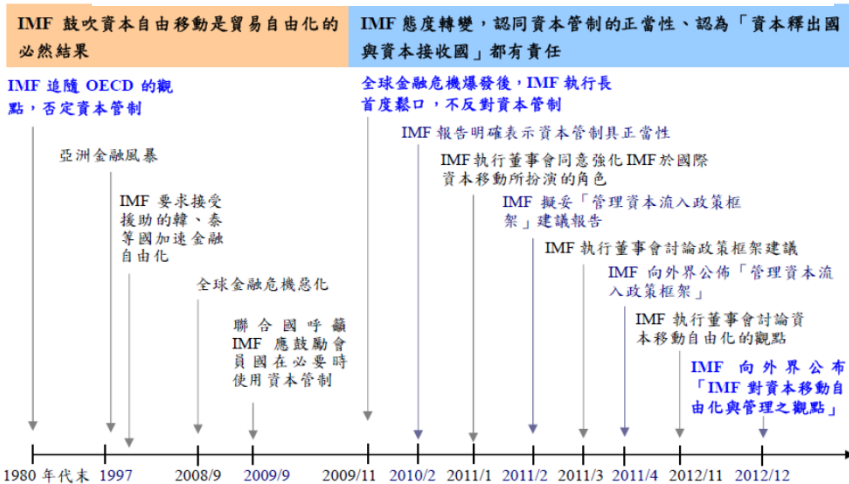 IMF 鼓吹資本自由移動是貿易自由化的
必然結果
IMF 態度轉變，認同資本管制的正當性、認為「資本釋出國
與資本接收國」都有責任
IMF 追隨 OECD 的觀
點，否定資本管制
亞洲金融風暴
IMF 要求接受
援助的韓、泰
等國加速金融
自由化
全球金融危機惡化
聯合國呼籲
IMF 應鼓勵會
員國在必要時
使用資本管制
全球金融危機爆發後，IMF 執行長
首度鬆口，不反對資本管制
IMF 報告明確表示資本管制具正當性
IMF執行董事會同意強化IMF於國際
資本移動所扮演的角色
IMF 擬妥「管理資本流入政策框
架」建議報告
IMF 執行董事會討論政策框架建議
IMF 向外界公佈「管理資本流
入政策框架」
IMF 執行董事會討論資
本移動自由化的觀點
IMF 向外界公布
「IMF 對資本移動自
由化與管理之觀點」
1980 年代末
1997
2008/9
2009/9
2009/11
2010/2
2011/1
2011/2
2011/3
2011/4
2012/11
2012/12